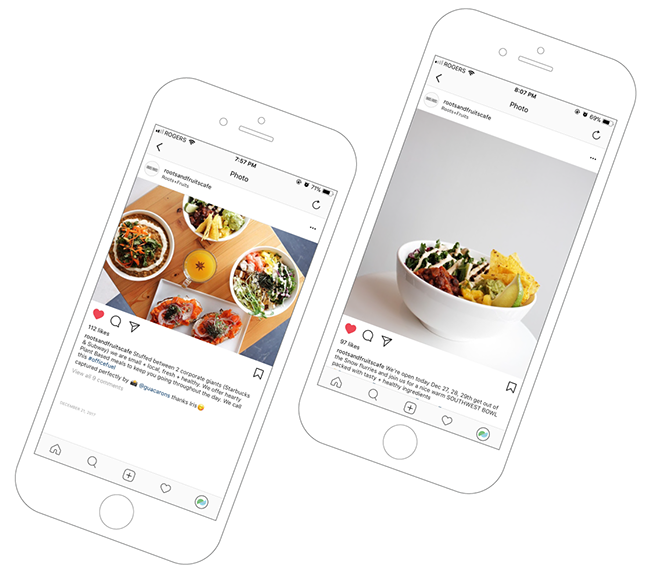 ROGERS
7:57 PM
71%
Photo
rootsandfruitscafe
Roots+Fruits
112 likes
rootsandfruitscafe Stuffed between 2 corporate giants (Starbucks
& Subway) we are small + local, fresh + healthy. We offer hearty
Plant Based meals to keep you going throughout the day. We call
this #officefuel
captured perfectly by 📸 @guacarons thanks Iris😋
View all 9 comments
DECEMBER 21, 2017
ROGERS
8:07 PM
69%
Photo
rootsandfruitscafe
Roots+Fruits
97 likes
rootsandfruitscafe We're open today Dec 27, 28, 29th get out of
the Snow flurries and join us for a nice warm SOUTHWEST BOWL
packed with tasty + healthy ingredients